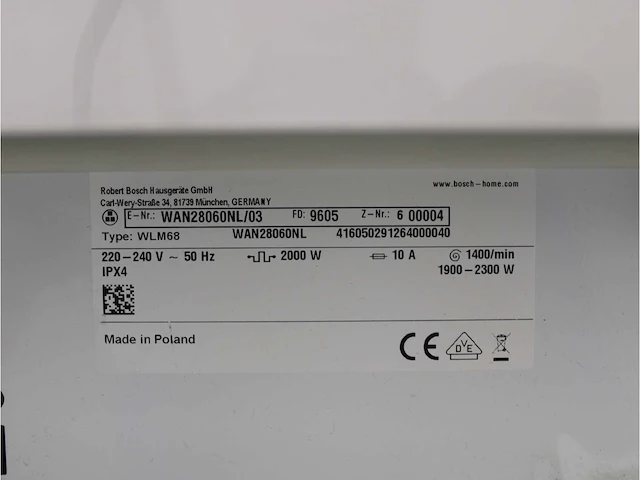 Robert Bosch Hausgeräte GmbH www.bosch-home.com
Carl-Wery-Straße 34, 81739 München, GERMANY
E-Nr.: WAN28060NL/03 FD: 9605 Z-Nr.: 6 00004
Type: WLM68 WAN28060NL 416050291264000040
220-240 V ~ 50 Hz 2000 W 10 A 1400/min
IPX4 1900-2300 W
Made in Poland CE DVE